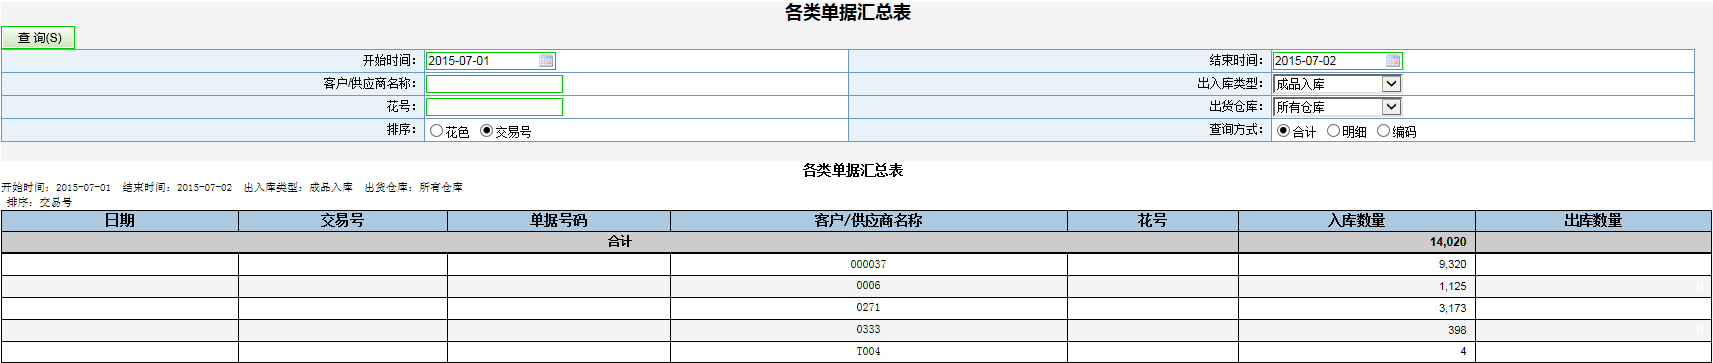 各类单据汇总表
查 询(S)
开始时间： 2015-07-01 结束时间： 2015-07-02
客户/供应商名称： 出入库类型： 成品入库
花号： 出货仓库： 所有仓库
排序： 花色 交易号 查询方式： 合计 明细 编码
各类单据汇总表
开始时间：2015-07-01 结束时间：2015-07-02 出入库类型：成品入库 出货仓库：所有仓库
排序：交易号
日期 交易号 单据号码 客户/供应商名称 花号 入库数量 出库数量
合计 14,020
000037 9,320
0006 1,125 0
0271 3,173
0333 398 0
T004 4